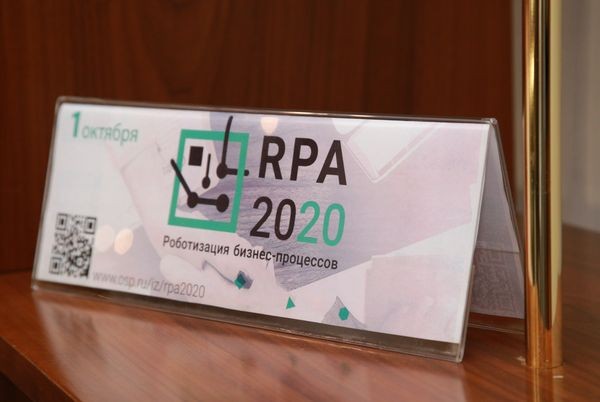 1 октября
RPA
2020
Роботизация бизнес-процессов
www.osp.ru/iz/rpa2020